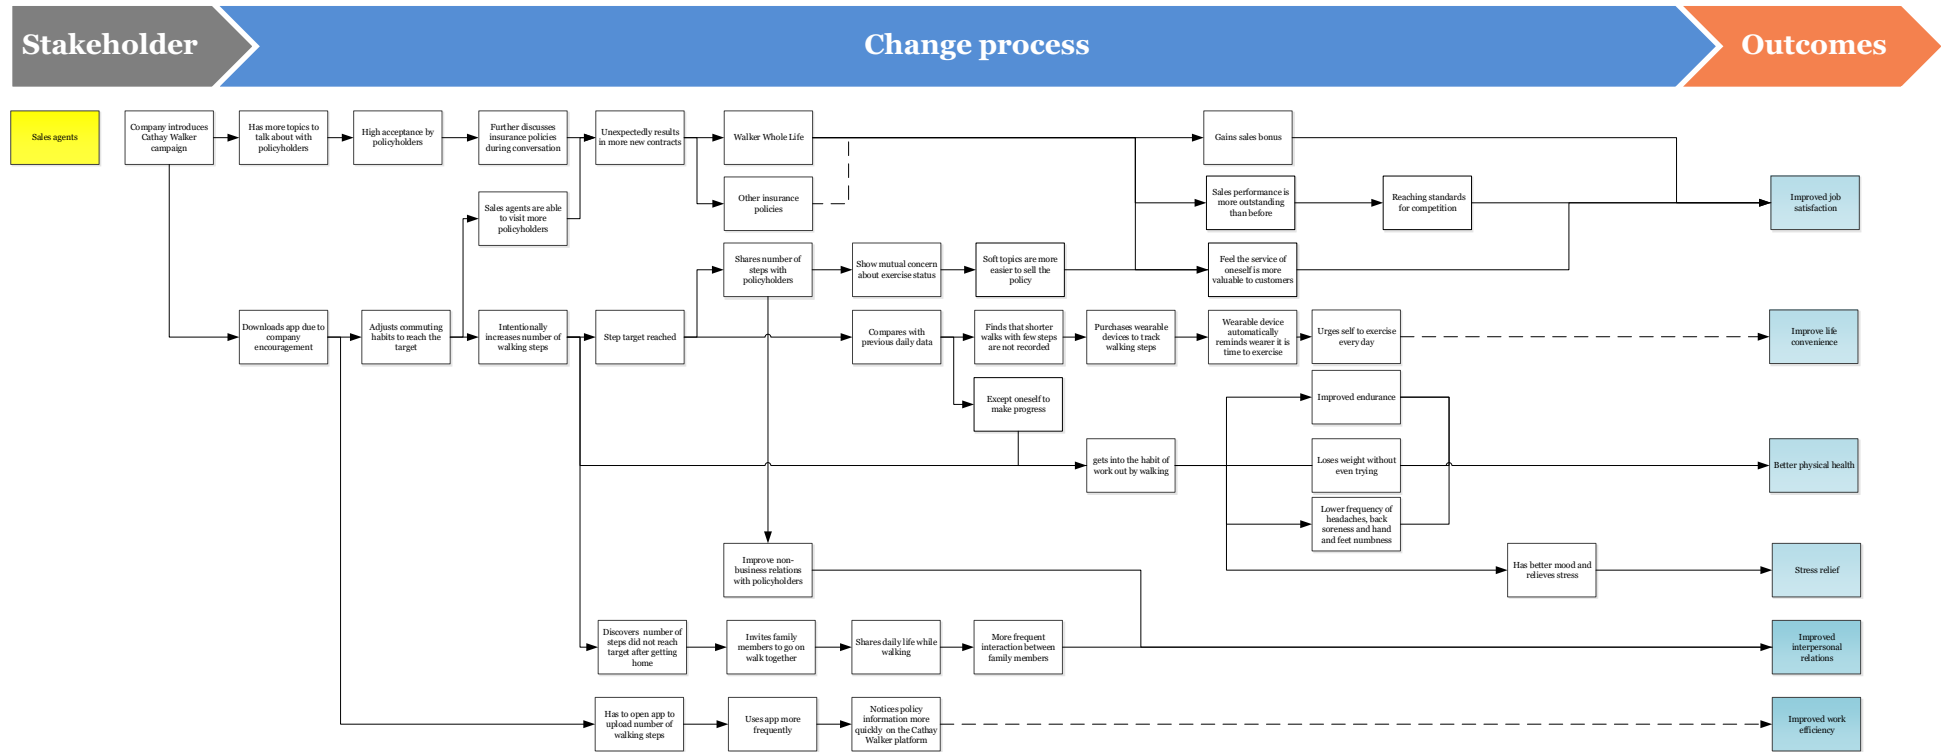 Stakeholder
Change process
Outcomes
Sales agents
Company introduces
Cathay Walker
campaign
Has more topics to
talk about with
policyholders
High acceptance by
policyholders
Further discusses
insurance policies
during conversation
Unexpectedly results
in more new contracts
Walker Whole Life
Gains sales bonus
Other insurance
policies
Sales agents are able
to visit more
policyholders
Sales performance is
more outstanding
than before
Reaching standards
for competition
Improved job
satisfaction
Shares number of
steps with
policyholders
Show mutual concern
about exercise status
Soft topics are more
easier to sell the
policy
Feel the service of
oneself is more
valuable to customers
Downloads app due to
company
encouragement
Adjusts commuting
habits to reach the
target
Intentionally
increases number of
walking steps
Step target reached
Compares with
previous daily data
Finds that shorter
walks with few steps
are not recorded
Purchases wearable
devices to track
walking steps
Wearable device
automatically
reminds wearer it is
time to exercise
Urges self to exercise
every day
Improve life
convenience
Except oneself to
make progress
Improved endurance
gets into the habit of
work out by walking
Loses weight without
even trying
Better physical health
Lower frequency of
headaches, back
soreness and hand
and feet numbness
Improve non-
business relations
with policyholders
Has better mood and
relieves stress
Stress relief
Discovers number of
steps did not reach
target after getting
home
Invites family
members to go on
walk together
Shares daily life while
walking
More frequent
interaction between
family members
Improved
interpersonal
relations
Has to open app to
upload number of
walking steps
Uses app more
frequently
Notices policy
information more
quickly on the Cathay
Walker platform
Improved work
efficiency